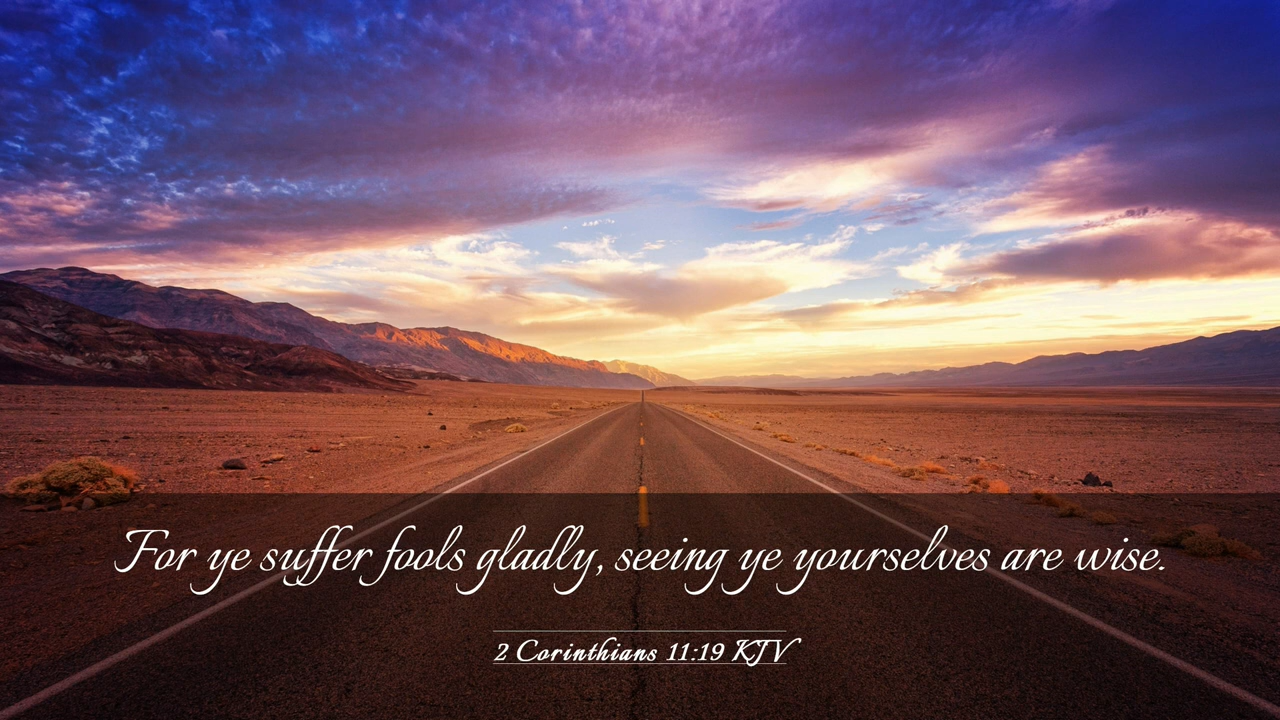 For ye suffer fools gladly, seeing ye yourselves are wise.
2 Corinthians 11:19 KJV